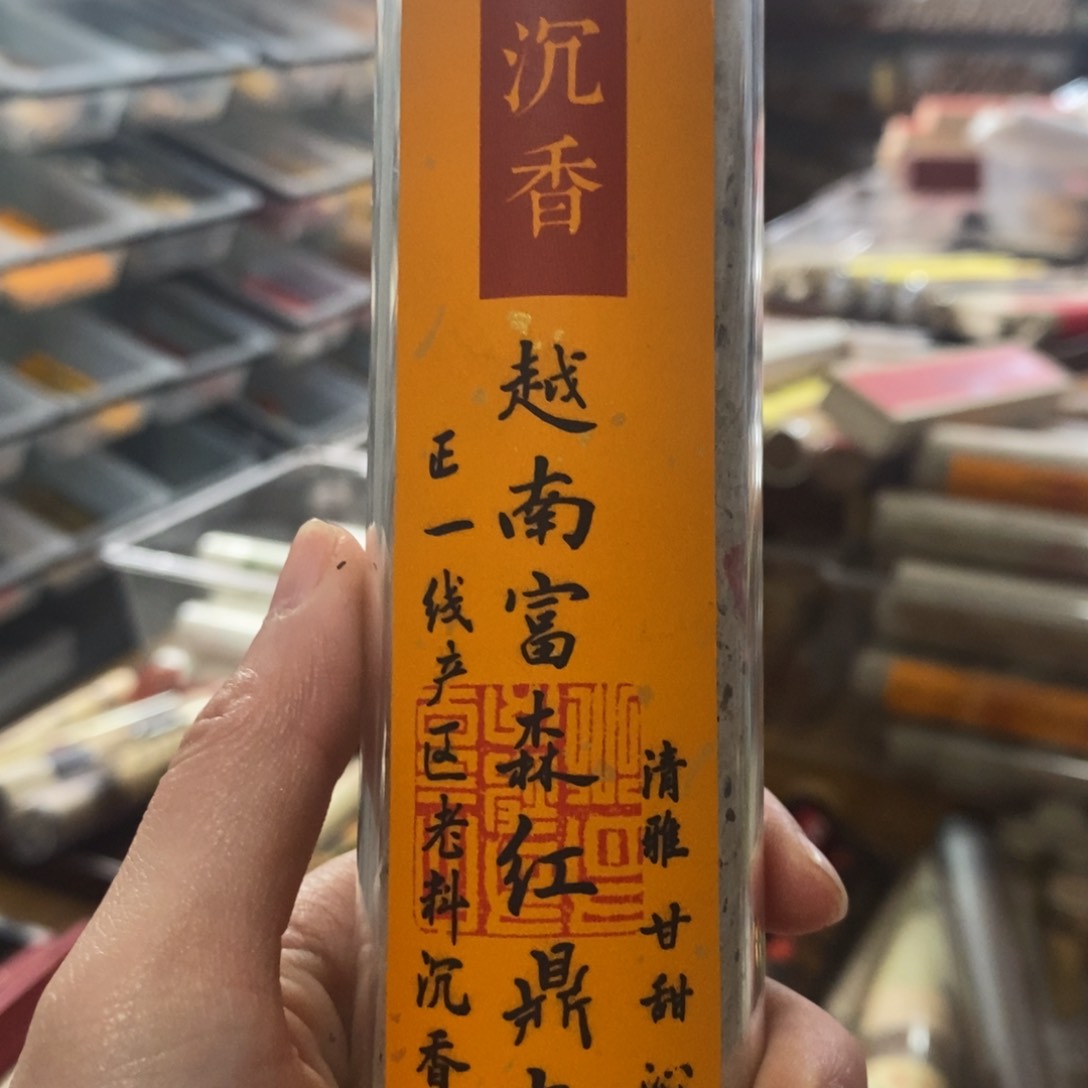 沉香
越南富森红鼎
正一线产区老料沉香
清雅 甘甜